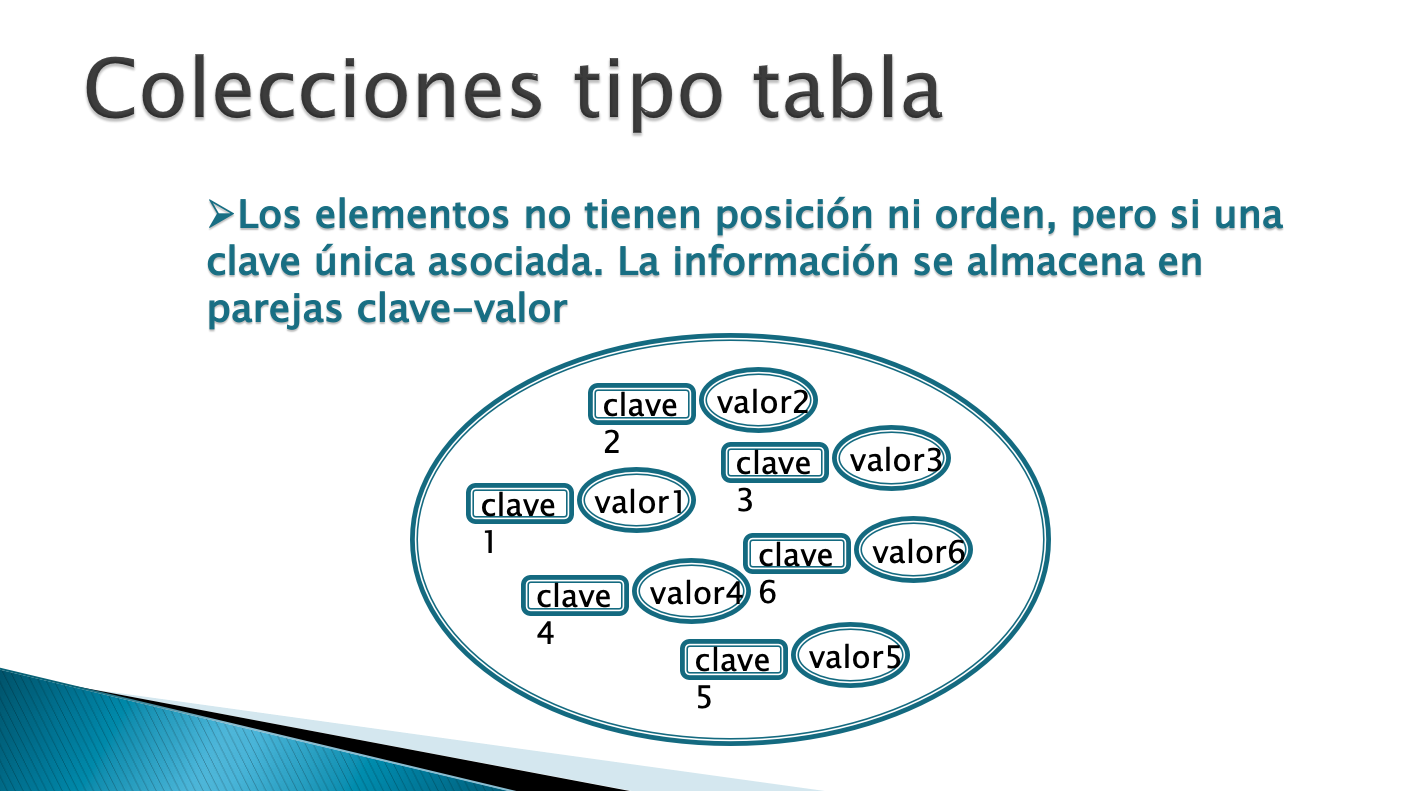 Colecciones tipo tabla
➢Los elementos no tienen posición ni orden, pero si una
clave única asociada. La información se almacena en
parejas clave-valor
clave
2
valor2
clave
3
valor3
clave
1
valor1
clave
6
valor6
clave
4
valor4
clave
5
valor5